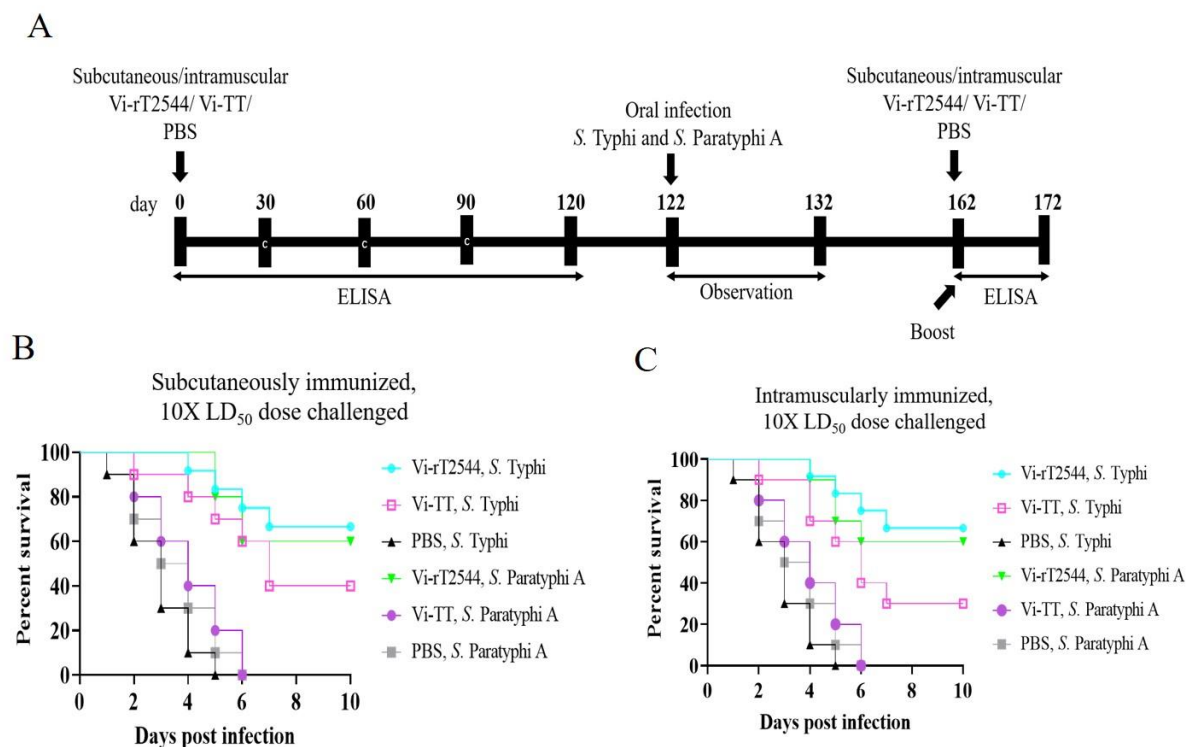 A
Subcutaneous/intramuscular
Vi-rT2544/ Vi-TT/
PBS
Oral infection
S. Typhi and S. Paratyphi A
Subcutaneous/intramuscular
Vi-rT2544/ Vi-TT/
PBS
day 0 30 60 90 120 122 132 162 172
c c c
ELISA
Observation
ELISA
Boost
B
Subcutaneously immunized,
10X LD50 dose challenged
Percent survival
100
80
60
40
20
0
0 2 4 6 8 10
Days post infection
Vi-rT2544, S. Typhi
Vi-TT, S. Typhi
PBS, S. Typhi
Vi-rT2544, S. Paratyphi A
Vi-TT, S. Paratyphi A
PBS, S. Paratyphi A
C
Intramuscularly immunized,
10X LD50 dose challenged
Percent survival
100
80
60
40
20
0
0 2 4 6 8 10
Days post infection
Vi-rT2544, S. Typhi
Vi-TT, S. Typhi
PBS, S. Typhi
Vi-rT2544, S. Paratyphi A
Vi-TT, S. Paratyphi A
PBS, S. Paratyphi A